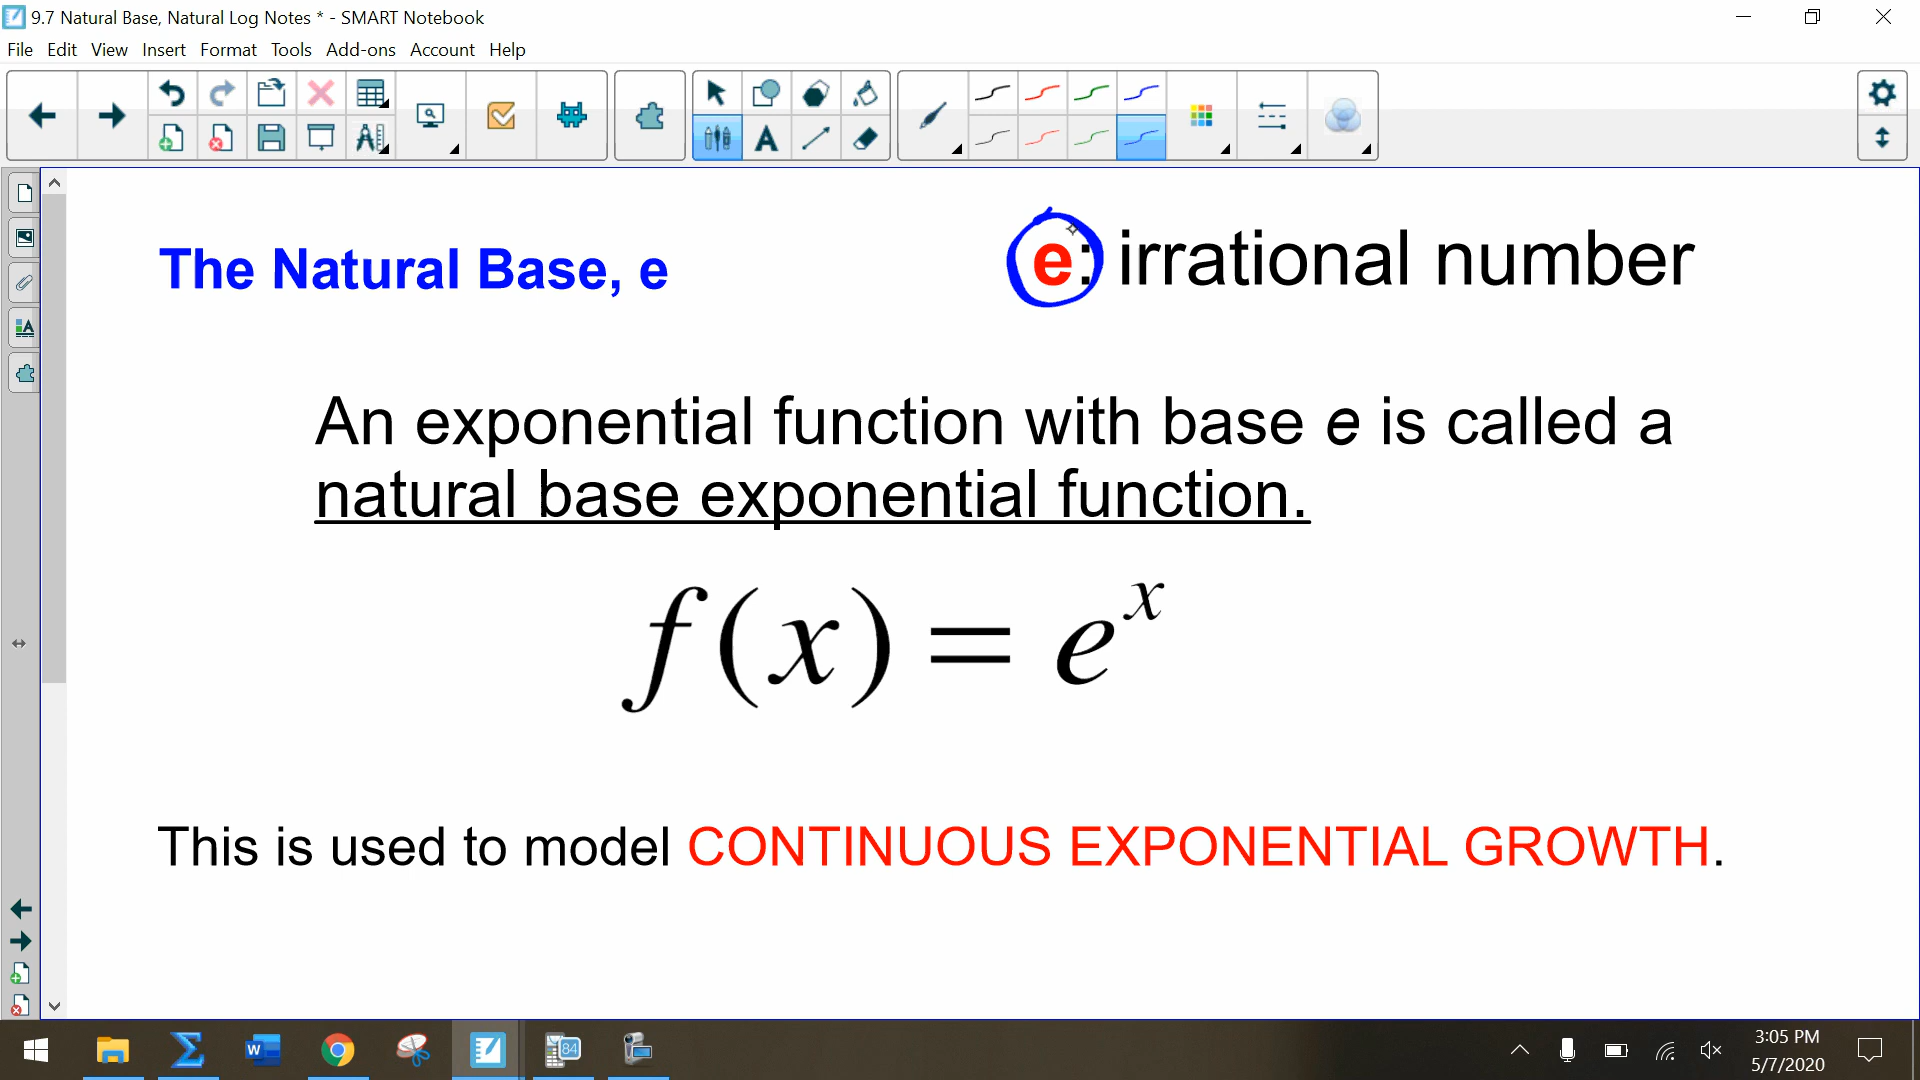 9.7 Natural Base, Natural Log Notes * - SMART Notebook
File Edit View Insert Format Tools Add-ons Account Help
The Natural Base, e
e: irrational number
An exponential function with base e is called a
natural base exponential function.
f(x) = e^x
This is used to model CONTINUOUS EXPONENTIAL GROWTH.
84
3:05 PM
5/7/2020